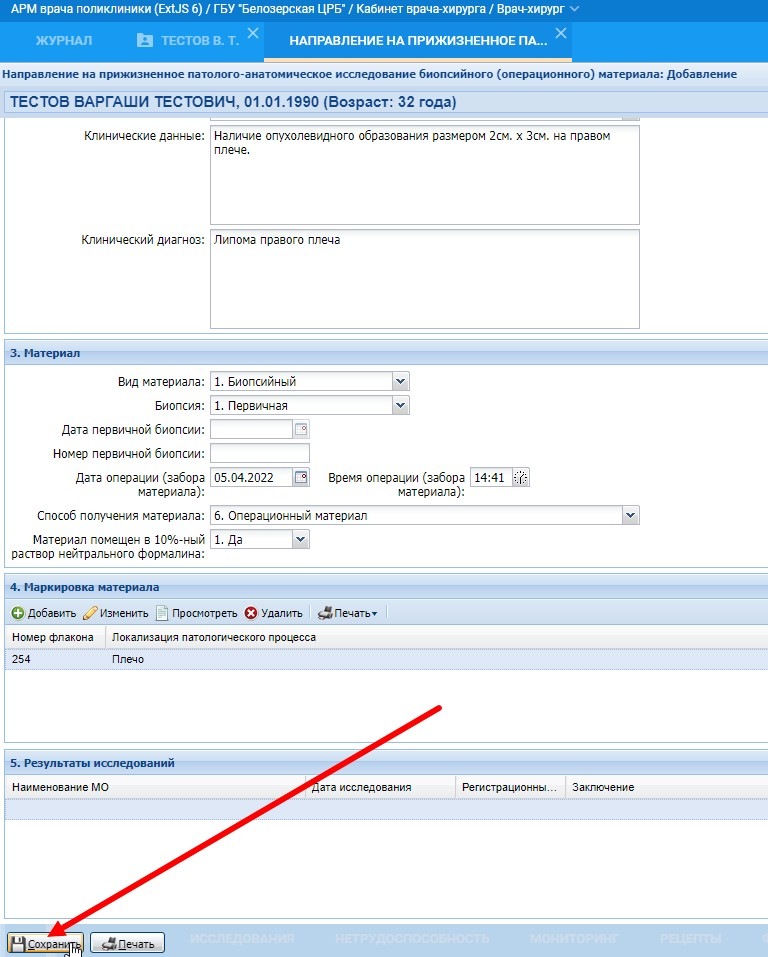 АРМ врача поликлиники (ExtJS 6) / ГБУ "Белозерская ЦРБ" / Кабинет врача-хирурга / Врач-хирург
ЖУРНАЛ ТЕСТОВ В. Т. НАПРАВЛЕНИЕ НА ПРИЖИЗНЕННОЕ ПА...
Направление на прижизненное патолого-анатомическое исследование биопсийного (операционного) материала: Добавление
ТЕСТОВ ВАРГАШИ ТЕСТОВИЧ, 01.01.1990 (Возраст: 32 года)
Клинические данные: Наличие опухолевидного образования размером 2см. х 3см. на правом
плече.
Клинический диагноз: Липома правого плеча
3. Материал
Вид материала: 1. Биопсийный
Биопсия: 1. Первичная
Дата первичной биопсии:
Номер первичной биопсии:
Дата операции (забора материала): 05.04.2022 Время операции (забора материала): 14:41
Способ получения материала: 6. Операционный материал
Материал помещен в 10%-ный раствор нейтрального формалина: 1. Да
4. Маркировка материала
Добавить Изменить Просмотреть Удалить Печать
Номер флакона Локализация патологического процесса
254 Плечо
5. Результаты исследований
Наименование МО Дата исследования Регистрационны... Заключение
Сохранить Печать ИССЛЕДОВАНИЯ НЕТРУДОСПОСОБНОСТЬ МОНИТОРИНГ РЕЦЕПТЫ